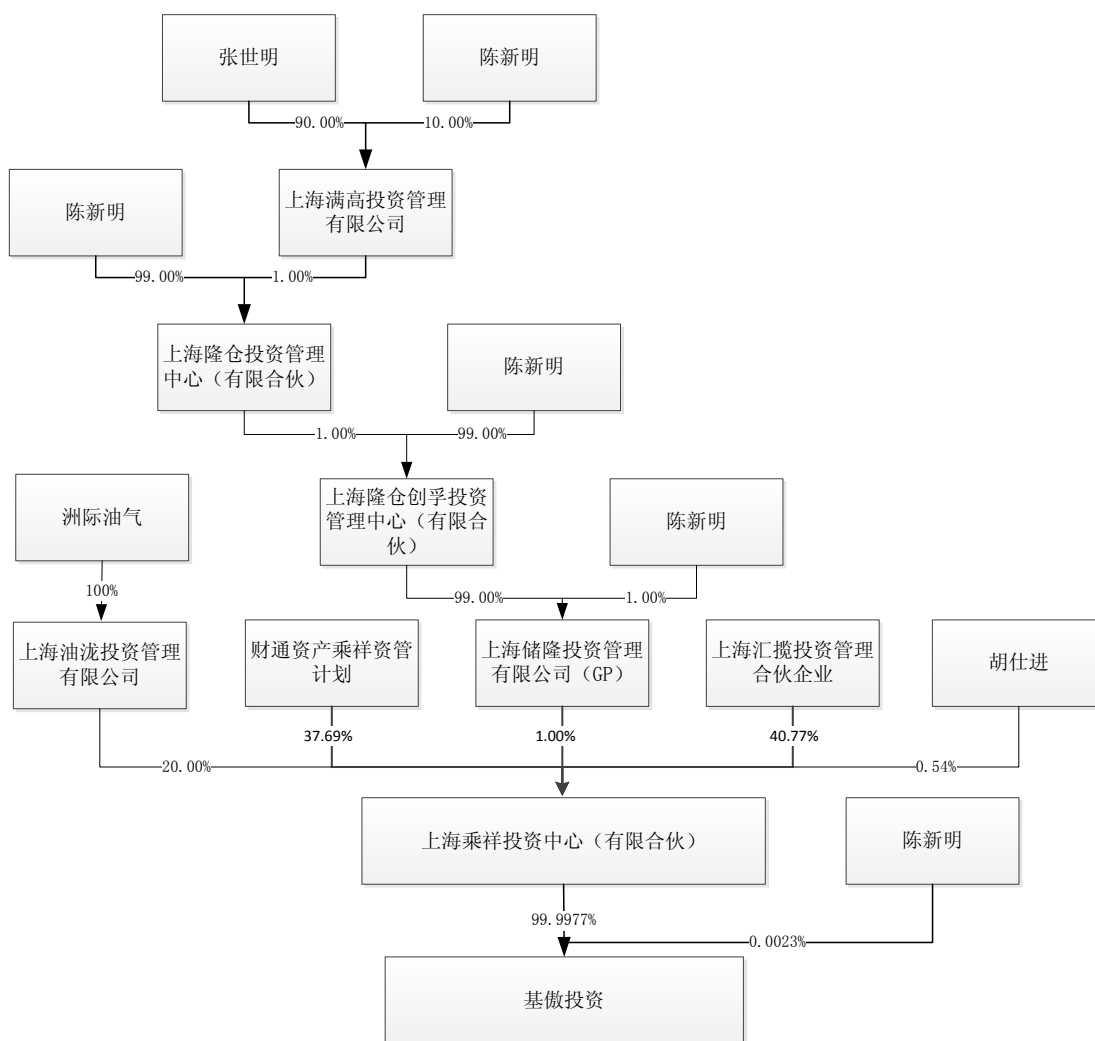 张世明
陈新明
90.00%
10.00%
陈新明
上海满高投资管理
有限公司
99.00%
1.00%
上海隆仓投资管理
中心（有限合伙）
陈新明
1.00%
99.00%
洲际油气
上海隆仓创孚投资
管理中心（有限合
伙）
陈新明
100%
99.00%
1.00%
上海油泷投资管理
有限公司
财通资产乘祥资管
计划
上海储隆投资管理
有限公司（GP）
上海汇揽投资管理
合伙企业
胡仕进
37.69%
1.00%
40.77%
20.00%
0.54%
上海乘祥投资中心（有限合伙）
陈新明
99.9977%
0.0023%
基傲投资